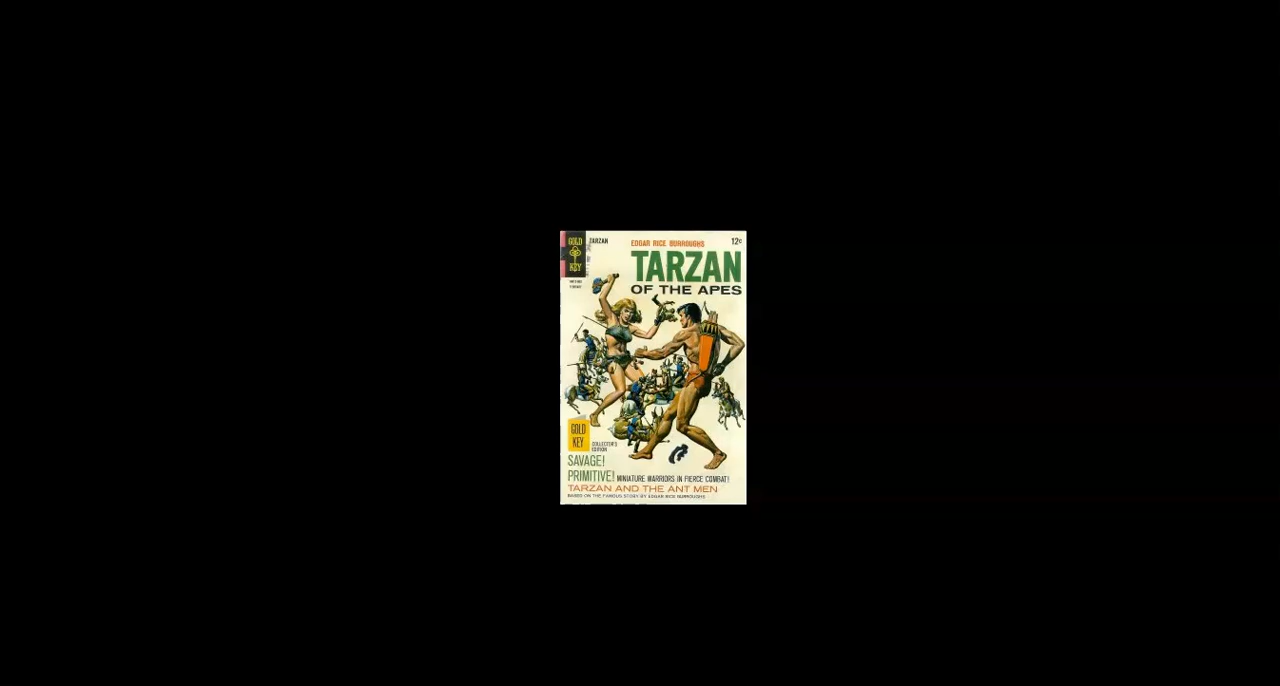 GOLD
KEY
TARZAN
EDGAR RICE BURROUGHS
12¢
TARZAN
OF THE APES
GOLD
KEY
COLLECTOR'S
EDITION
SAVAGE!
PRIMITIVE! MINIATURE WARRIORS IN FIERCE COMBAT!
TARZAN AND THE ANT MEN
BASED ON THE FAMOUS STORY BY EDGAR RICE BURROUGHS